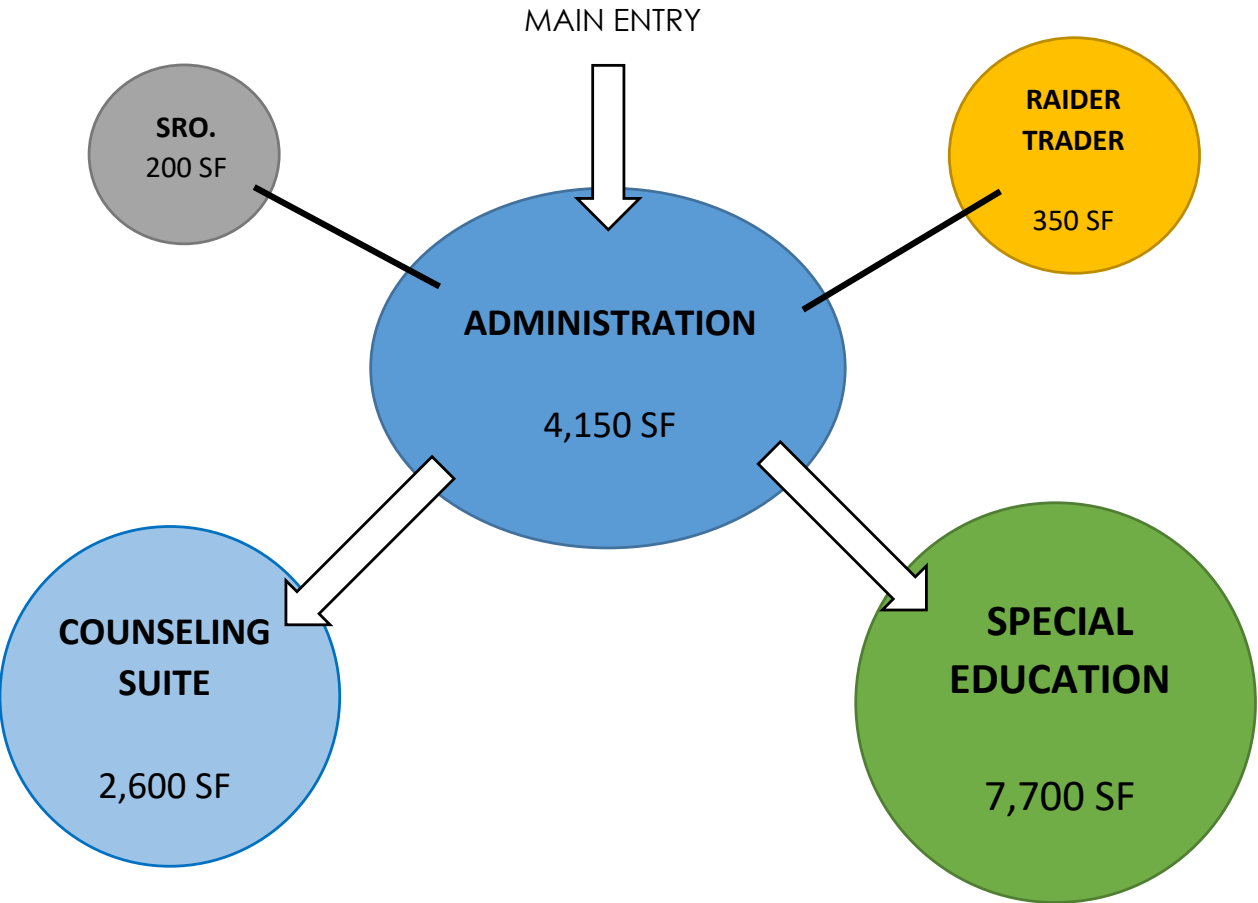 MAIN ENTRY
SRO.
200 SF
RAIDER
TRADER
350 SF
ADMINISTRATION
4,150 SF
COUNSELING
SUITE
2,600 SF
SPECIAL
EDUCATION
7,700 SF